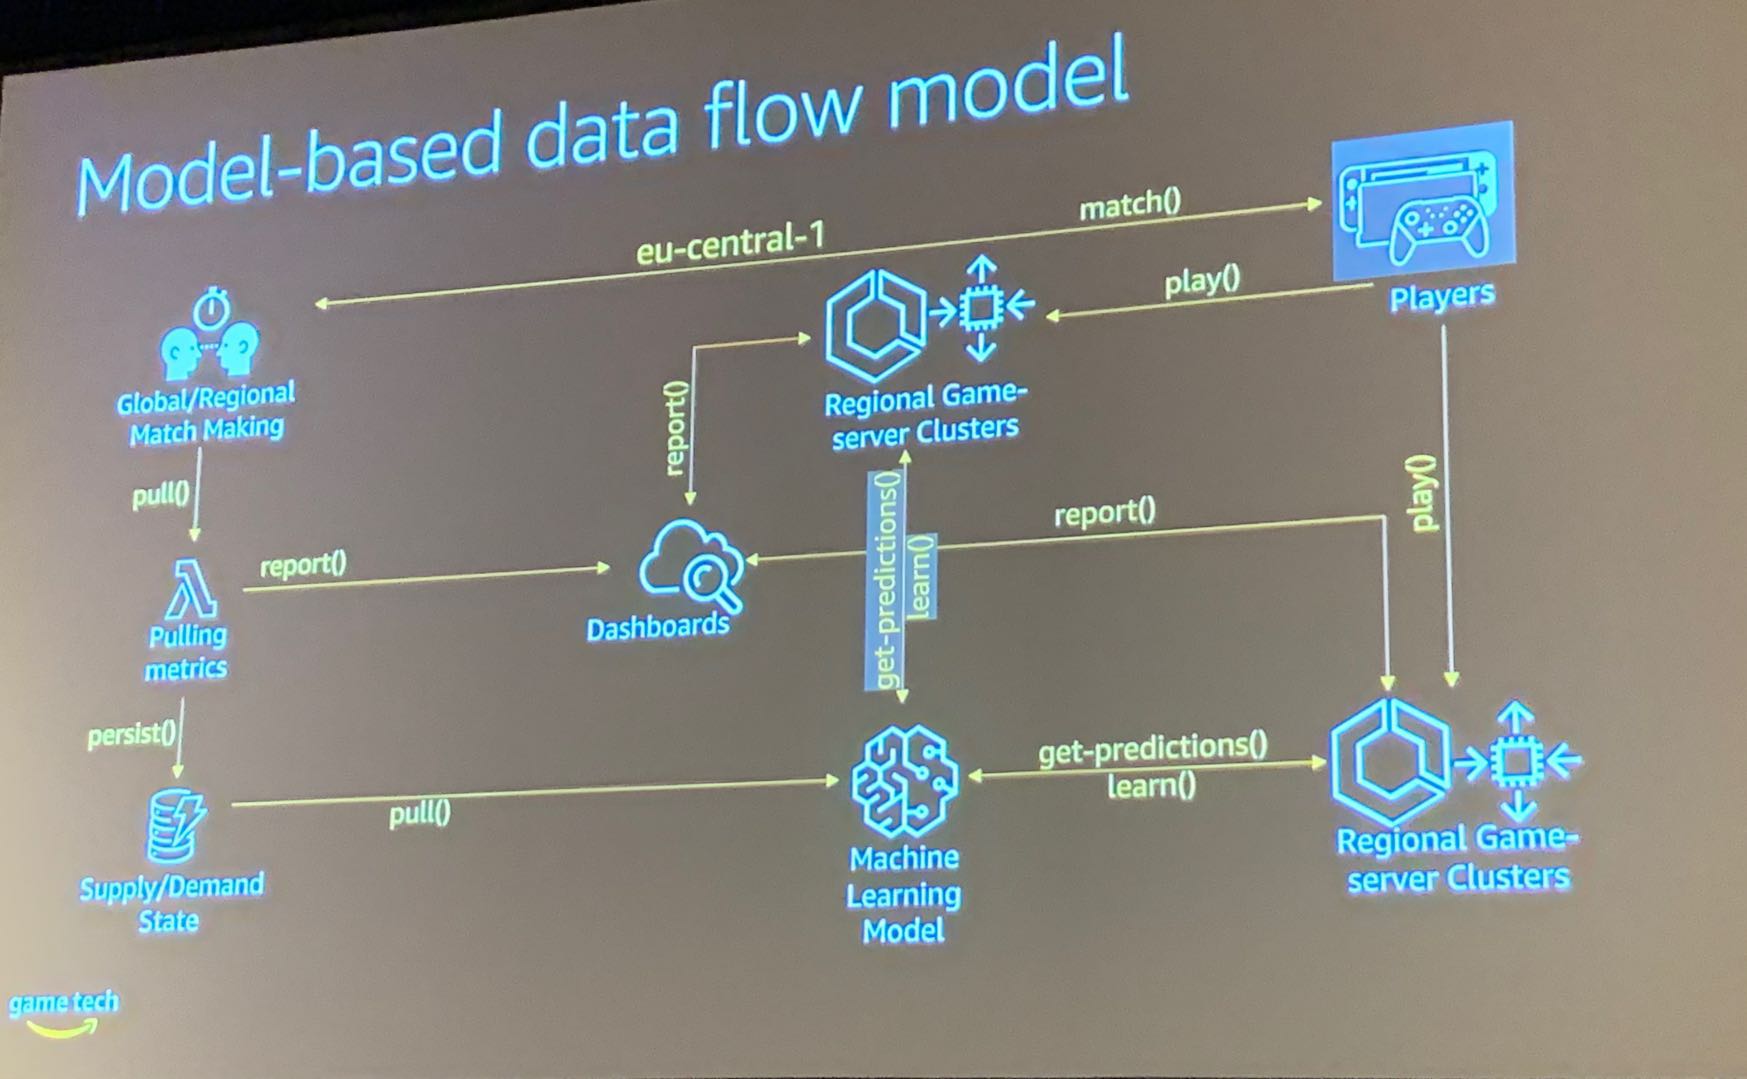 Model-based data flow model
eu-central-1
match()
play()
Players
Global/Regional
Match Making
Regional Game-
server Clusters
report()
pull()
get-predictions()
learn()
report()
play()
report()
Dashboards
Pulling
metrics
persist()
pull()
get-predictions()
learn()
Supply/Demand
State
Machine
Learning
Model
Regional Game-
server Clusters
game tech